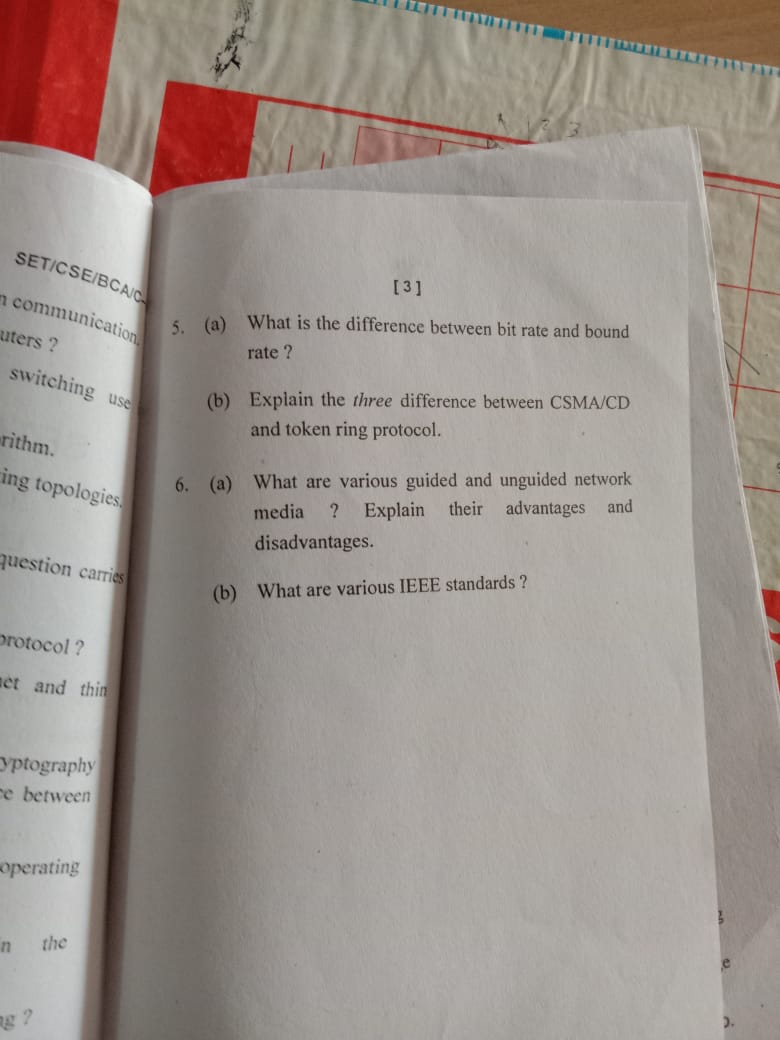 SET/CSE/BCA/C-
communication.
uters ?
switching use
rithm.
ing topologies.
question carries
protocol ?
net and thin
yptography
ce between
operating
n the
ng ?
[ 3 ]
5. (a) What is the difference between bit rate and bound
rate ?
(b) Explain the three difference between CSMA/CD
and token ring protocol.
6. (a) What are various guided and unguided network
media ? Explain their advantages and
disadvantages.
(b) What are various IEEE standards ?